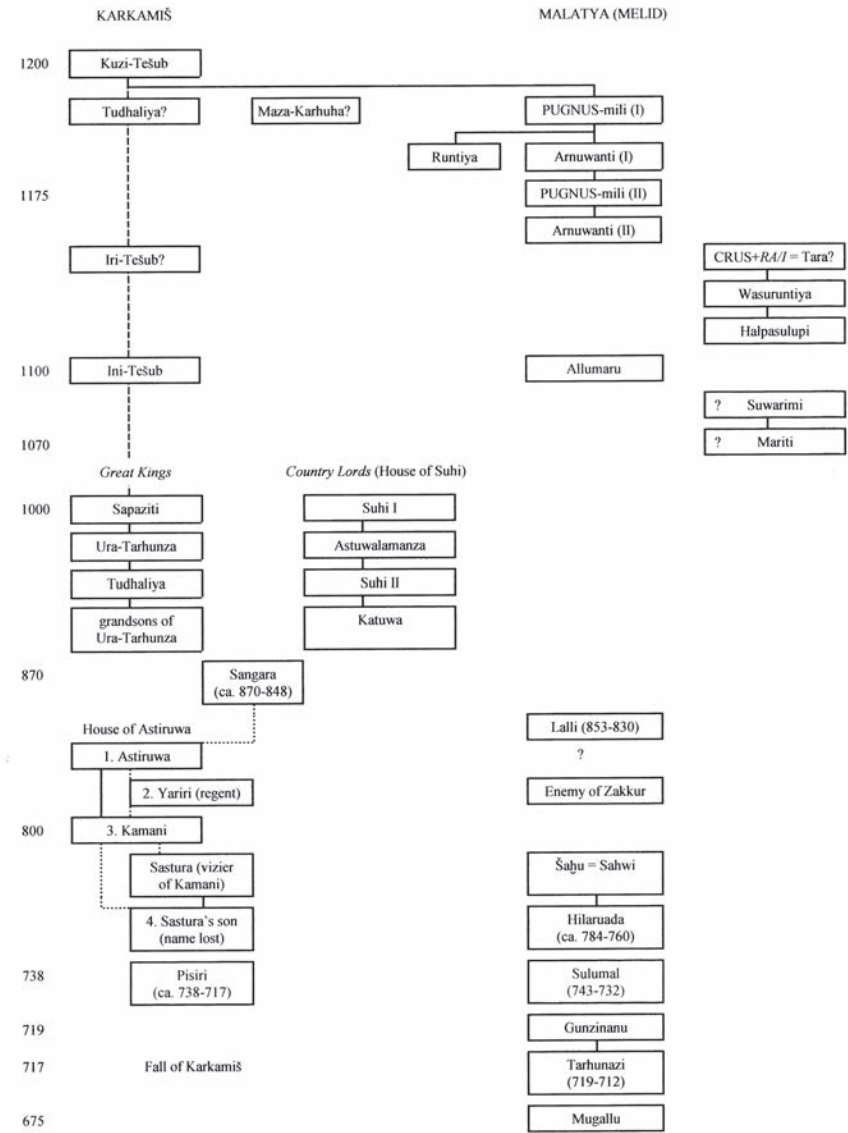 KARKAMIŠ
MALATYA (MELID)
1200
Kuzi-Tešub
Tudhaliya?
Maza-Karhuha?
PUGNUS-mili (I)
Runtiya
Arnuwanti (I)
1175
PUGNUS-mili (II)
Arnuwanti (II)
Iri-Tešub?
CRUS+RA/I = Tara?
Wasuruntiya
Halpasulupi
1100
Ini-Tešub
Allumaru
? Suwarimi
1070
? Mariti
Great Kings
Country Lords (House of Suhi)
1000
Sapaziti
Suhi I
Ura-Tarhunza
Astuwalamanza
Tudhaliya
Suhi II
grandsons of
Ura-Tarhunza
Katuwa
870
Sangara
(ca. 870-848)
House of Astiruwa
Lalli (853-830)
1. Astiruwa
?
2. Yariri (regent)
Enemy of Zakkur
800
3. Kamani
Sastura (vizier
of Kamani)
Šaḫu = Sahwi
4. Sastura's son
(name lost)
Hilaruada
(ca. 784-760)
738
Pisiri
(ca. 738-717)
Sulumal
(743-732)
719
Gunzinanu
717
Fall of Karkamiš
Tarhunazi
(719-712)
675
Mugallu